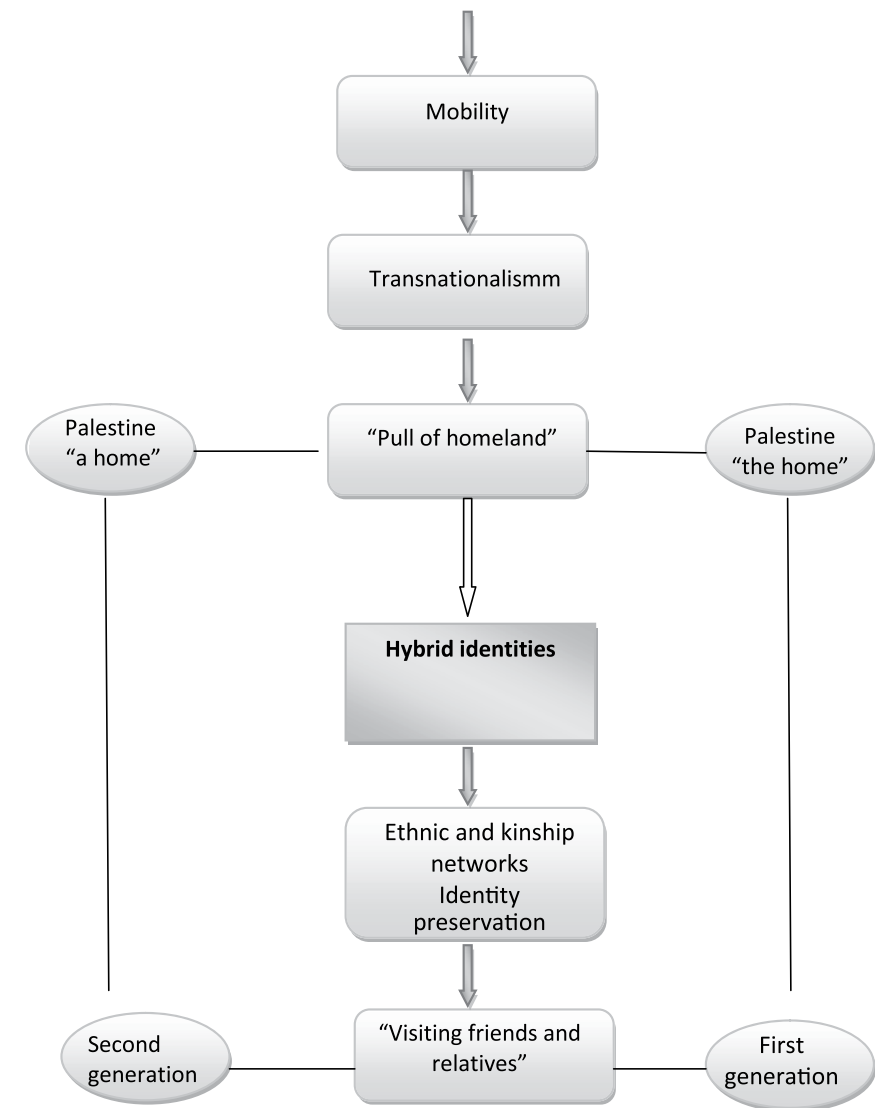 Mobility
Transnationalismm
Palestine
“a home”
“Pull of homeland”
Palestine
“the home”
Hybrid identities
Ethnic and kinship
networks
Identity
preservation
Second
generation
“Visiting friends and
relatives”
First
generation